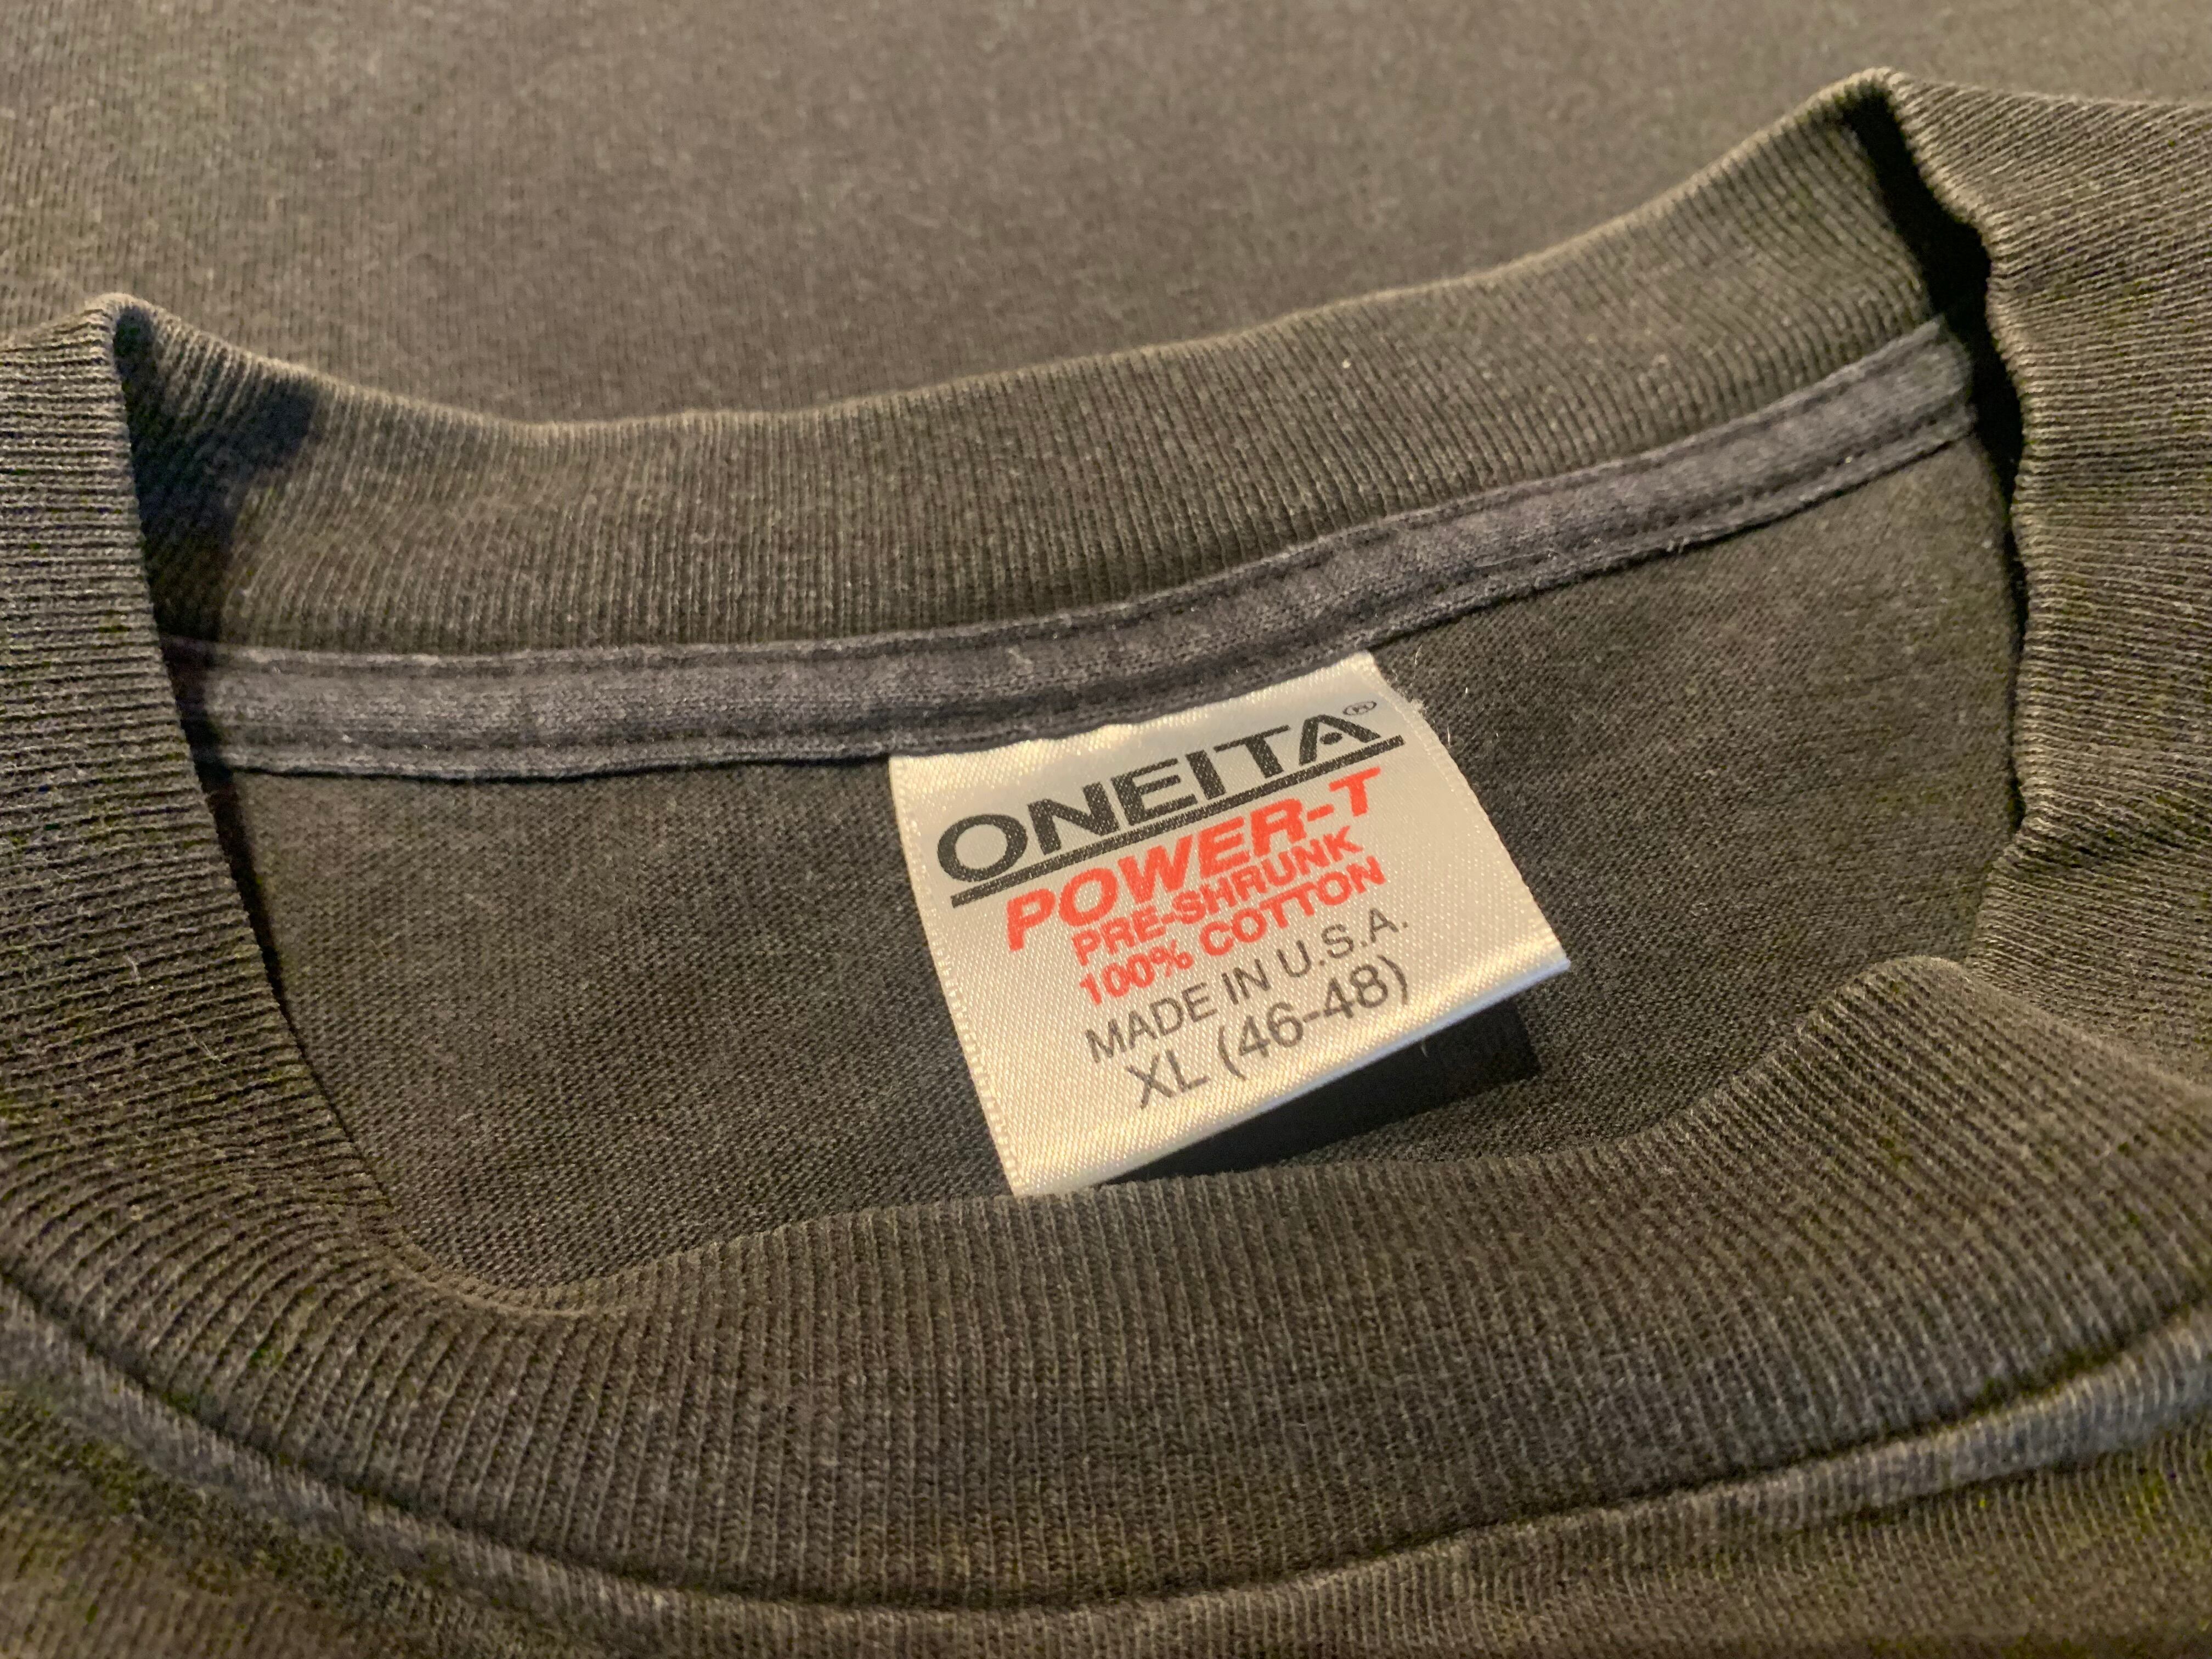 ONEITA®
POWER-T
PRE-SHRUNK
100% COTTON
MADE IN U.S.A.
XL (46-48)